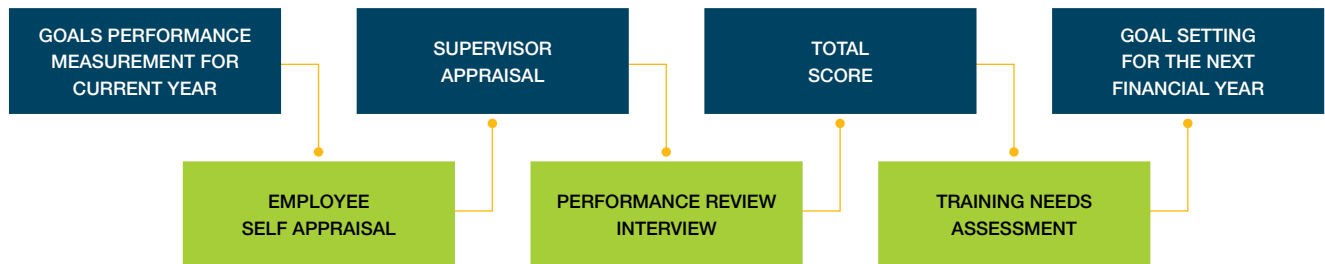 GOALS PERFORMANCE
MEASUREMENT FOR
CURRENT YEAR
EMPLOYEE
SELF APPRAISAL
SUPERVISOR
APPRAISAL
PERFORMANCE REVIEW
INTERVIEW
TOTAL
SCORE
TRAINING NEEDS
ASSESSMENT
GOAL SETTING
FOR THE NEXT
FINANCIAL YEAR